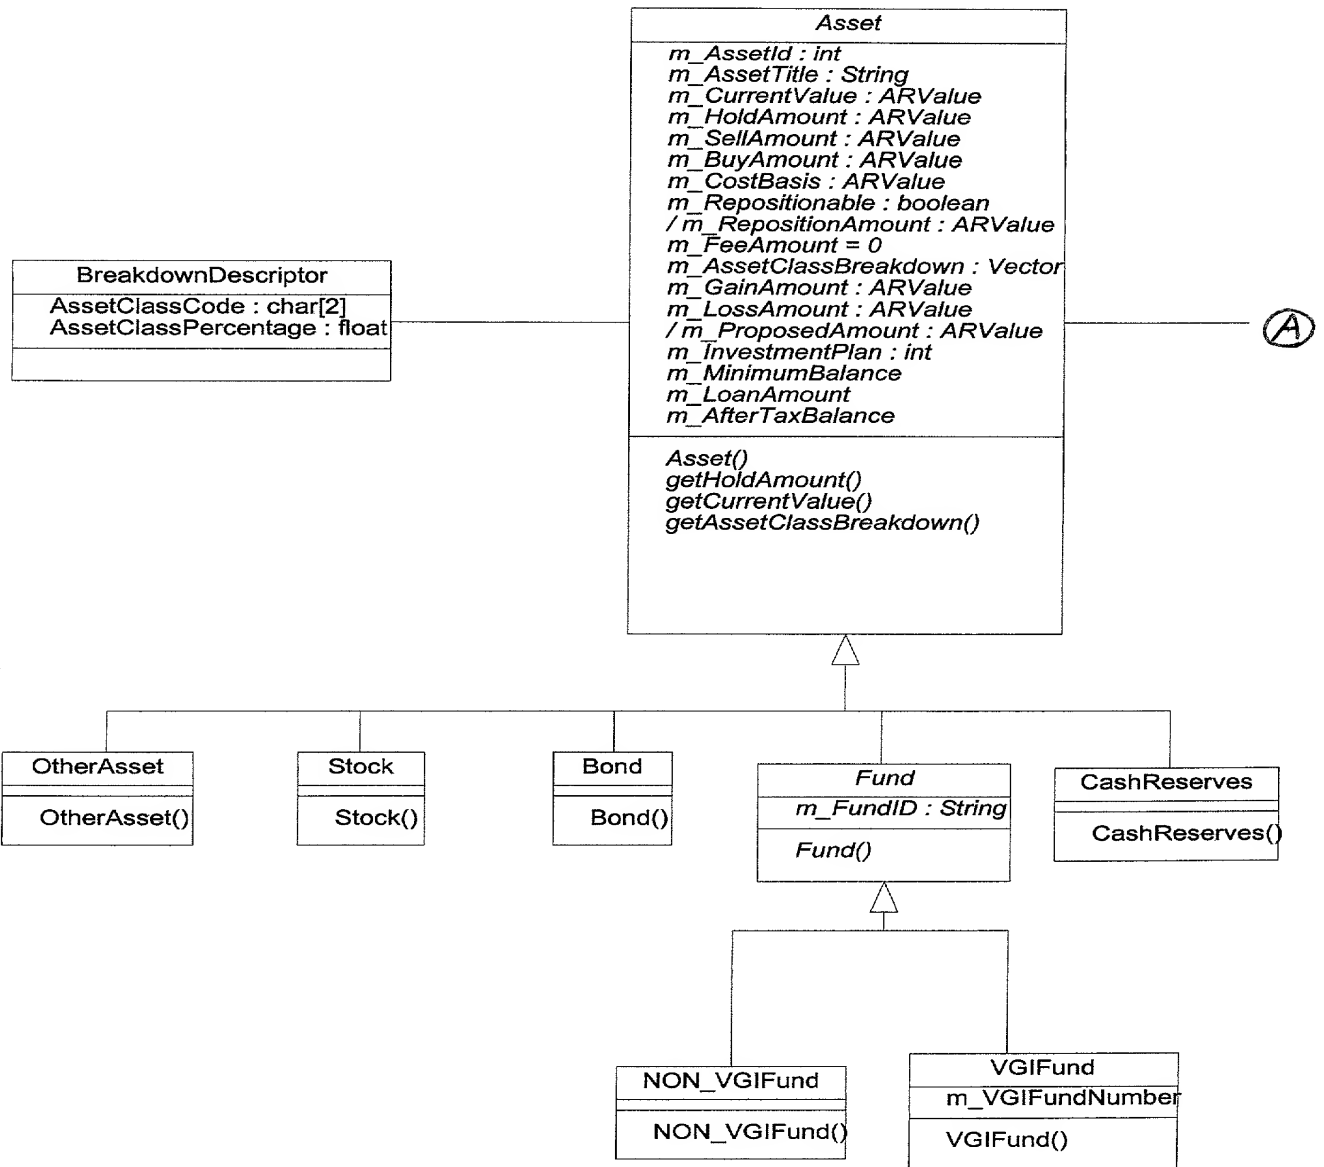 Asset
m_AssetId : int
m_AssetTitle : String
m_CurrentValue : ARValue
m_HoldAmount : ARValue
m_SellAmount : ARValue
m_BuyAmount : ARValue
m_CostBasis : ARValue
m_Repositionable : boolean
/ m_RepositionAmount : ARValue
m_FeeAmount = 0
m_AssetClassBreakdown : Vector
m_GainAmount : ARValue
m_LossAmount : ARValue
/ m_ProposedAmount : ARValue
m_InvestmentPlan : int
m_MinimumBalance
m_LoanAmount
m_AfterTaxBalance
Asset()
getHoldAmount()
getCurrentValue()
getAssetClassBreakdown()
BreakdownDescriptor
AssetClassCode : char[2]
AssetClassPercentage : float
A
OtherAsset
OtherAsset()
Stock
Stock()
Bond
Bond()
Fund
m_FundID : String
Fund()
CashReserves
CashReserves()
NON_VGIFund
NON_VGIFund()
VGIFund
m_VGIFundNumber
VGIFund()